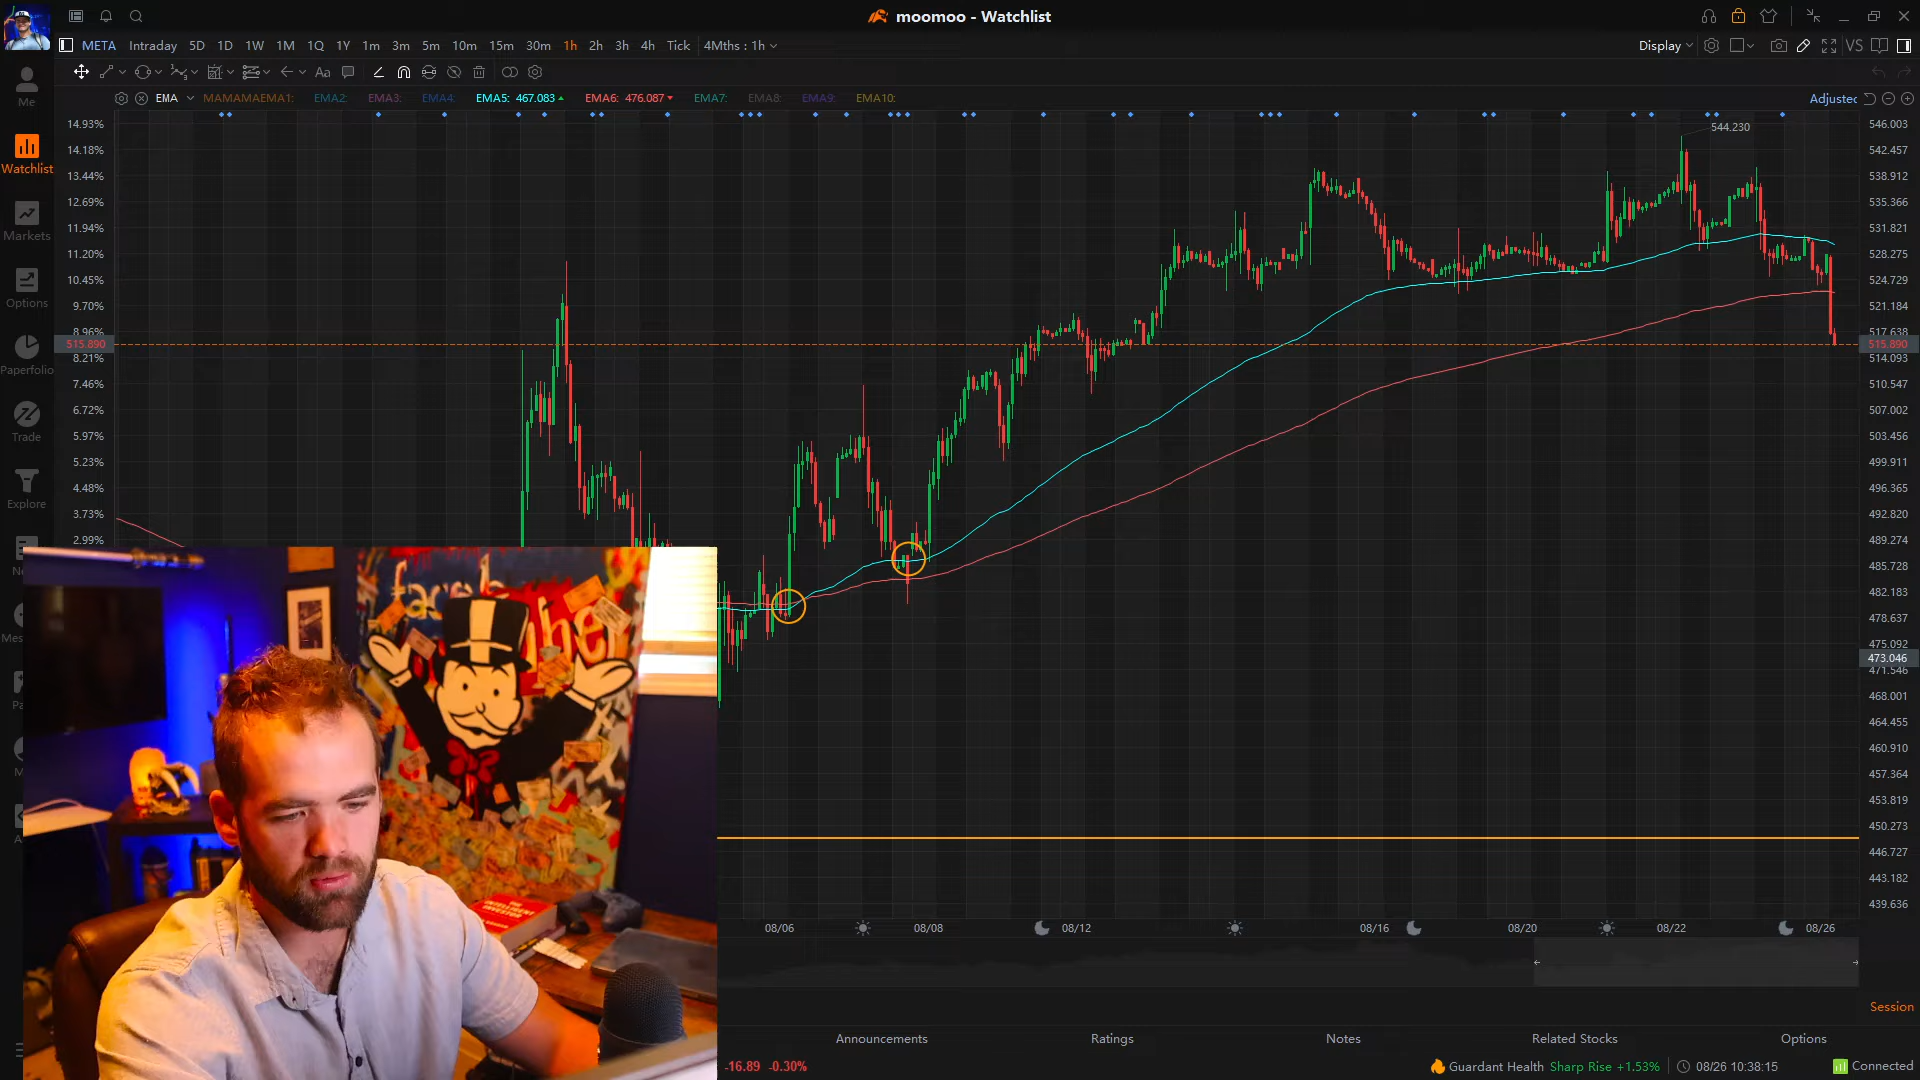 moomoo - Watchlist
META Intraday 5D 1D 1W 1M 1Q 1Y 1m 3m 5m 10m 15m 30m 1h 2h 3h 4h Tick 4Mths : 1h Display VS
Aa
Me
Watchlist
Markets
Options
Paperfolio
Trade
Explore
EMA MAMAMAEMA1: EMA2: EMA3: EMA4: EMA5: 467.083 EMA6: 476.087 EMA7: EMA8: EMA9: EMA10: Adjusted
14.93% 546.003
544.230
14.18% 542.457
13.44% 538.912
12.69% 535.366
11.94% 531.821
11.20% 528.275
10.45% 524.729
9.70% 521.184
8.96% 517.638
515.890 515.890
8.21% 514.093
7.46% 510.547
6.72% 507.002
5.97% 503.456
5.23% 499.911
4.48% 496.365
3.73% 492.820
2.99% 489.274
485.728
482.183
478.637
475.092
473.046
471.546
468.001
464.455
460.910
457.364
453.819
450.273
446.727
443.182
439.636
08/06 08/08 08/12 08/16 08/20 08/22 08/26
Session
Announcements Ratings Notes Related Stocks Options
-16.89 -0.30% Guardant Health Sharp Rise +1.53% 08/26 10:38:15 Connected